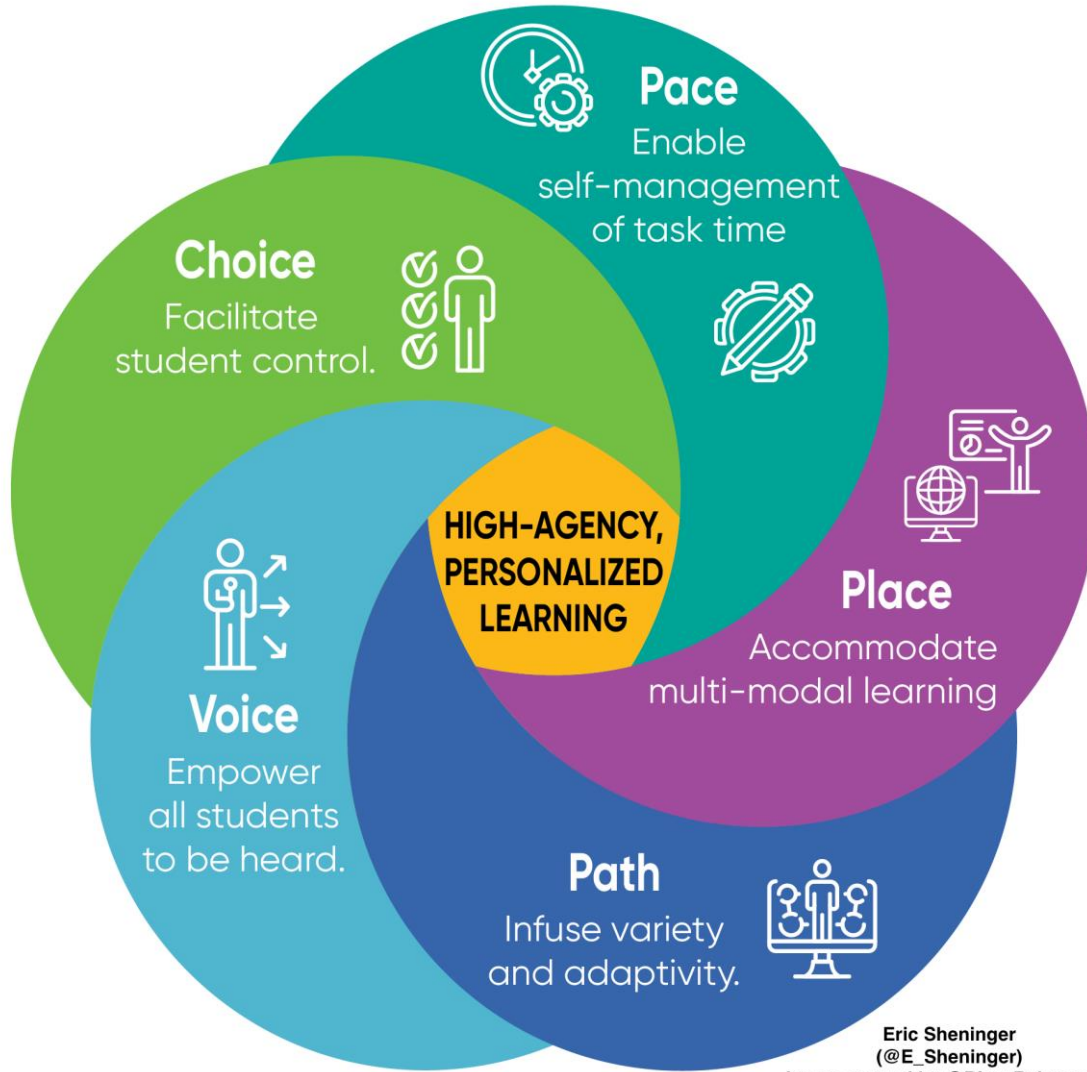 Pace
Enable
self-management
of task time
Choice
Facilitate
student control.
HIGH-AGENCY,
PERSONALIZED
LEARNING
Place
Accommodate
multi-modal learning
Voice
Empower
all students
to be heard.
Path
Infuse variety
and adaptivity.
Eric Sheninger
(@E_Sheninger)